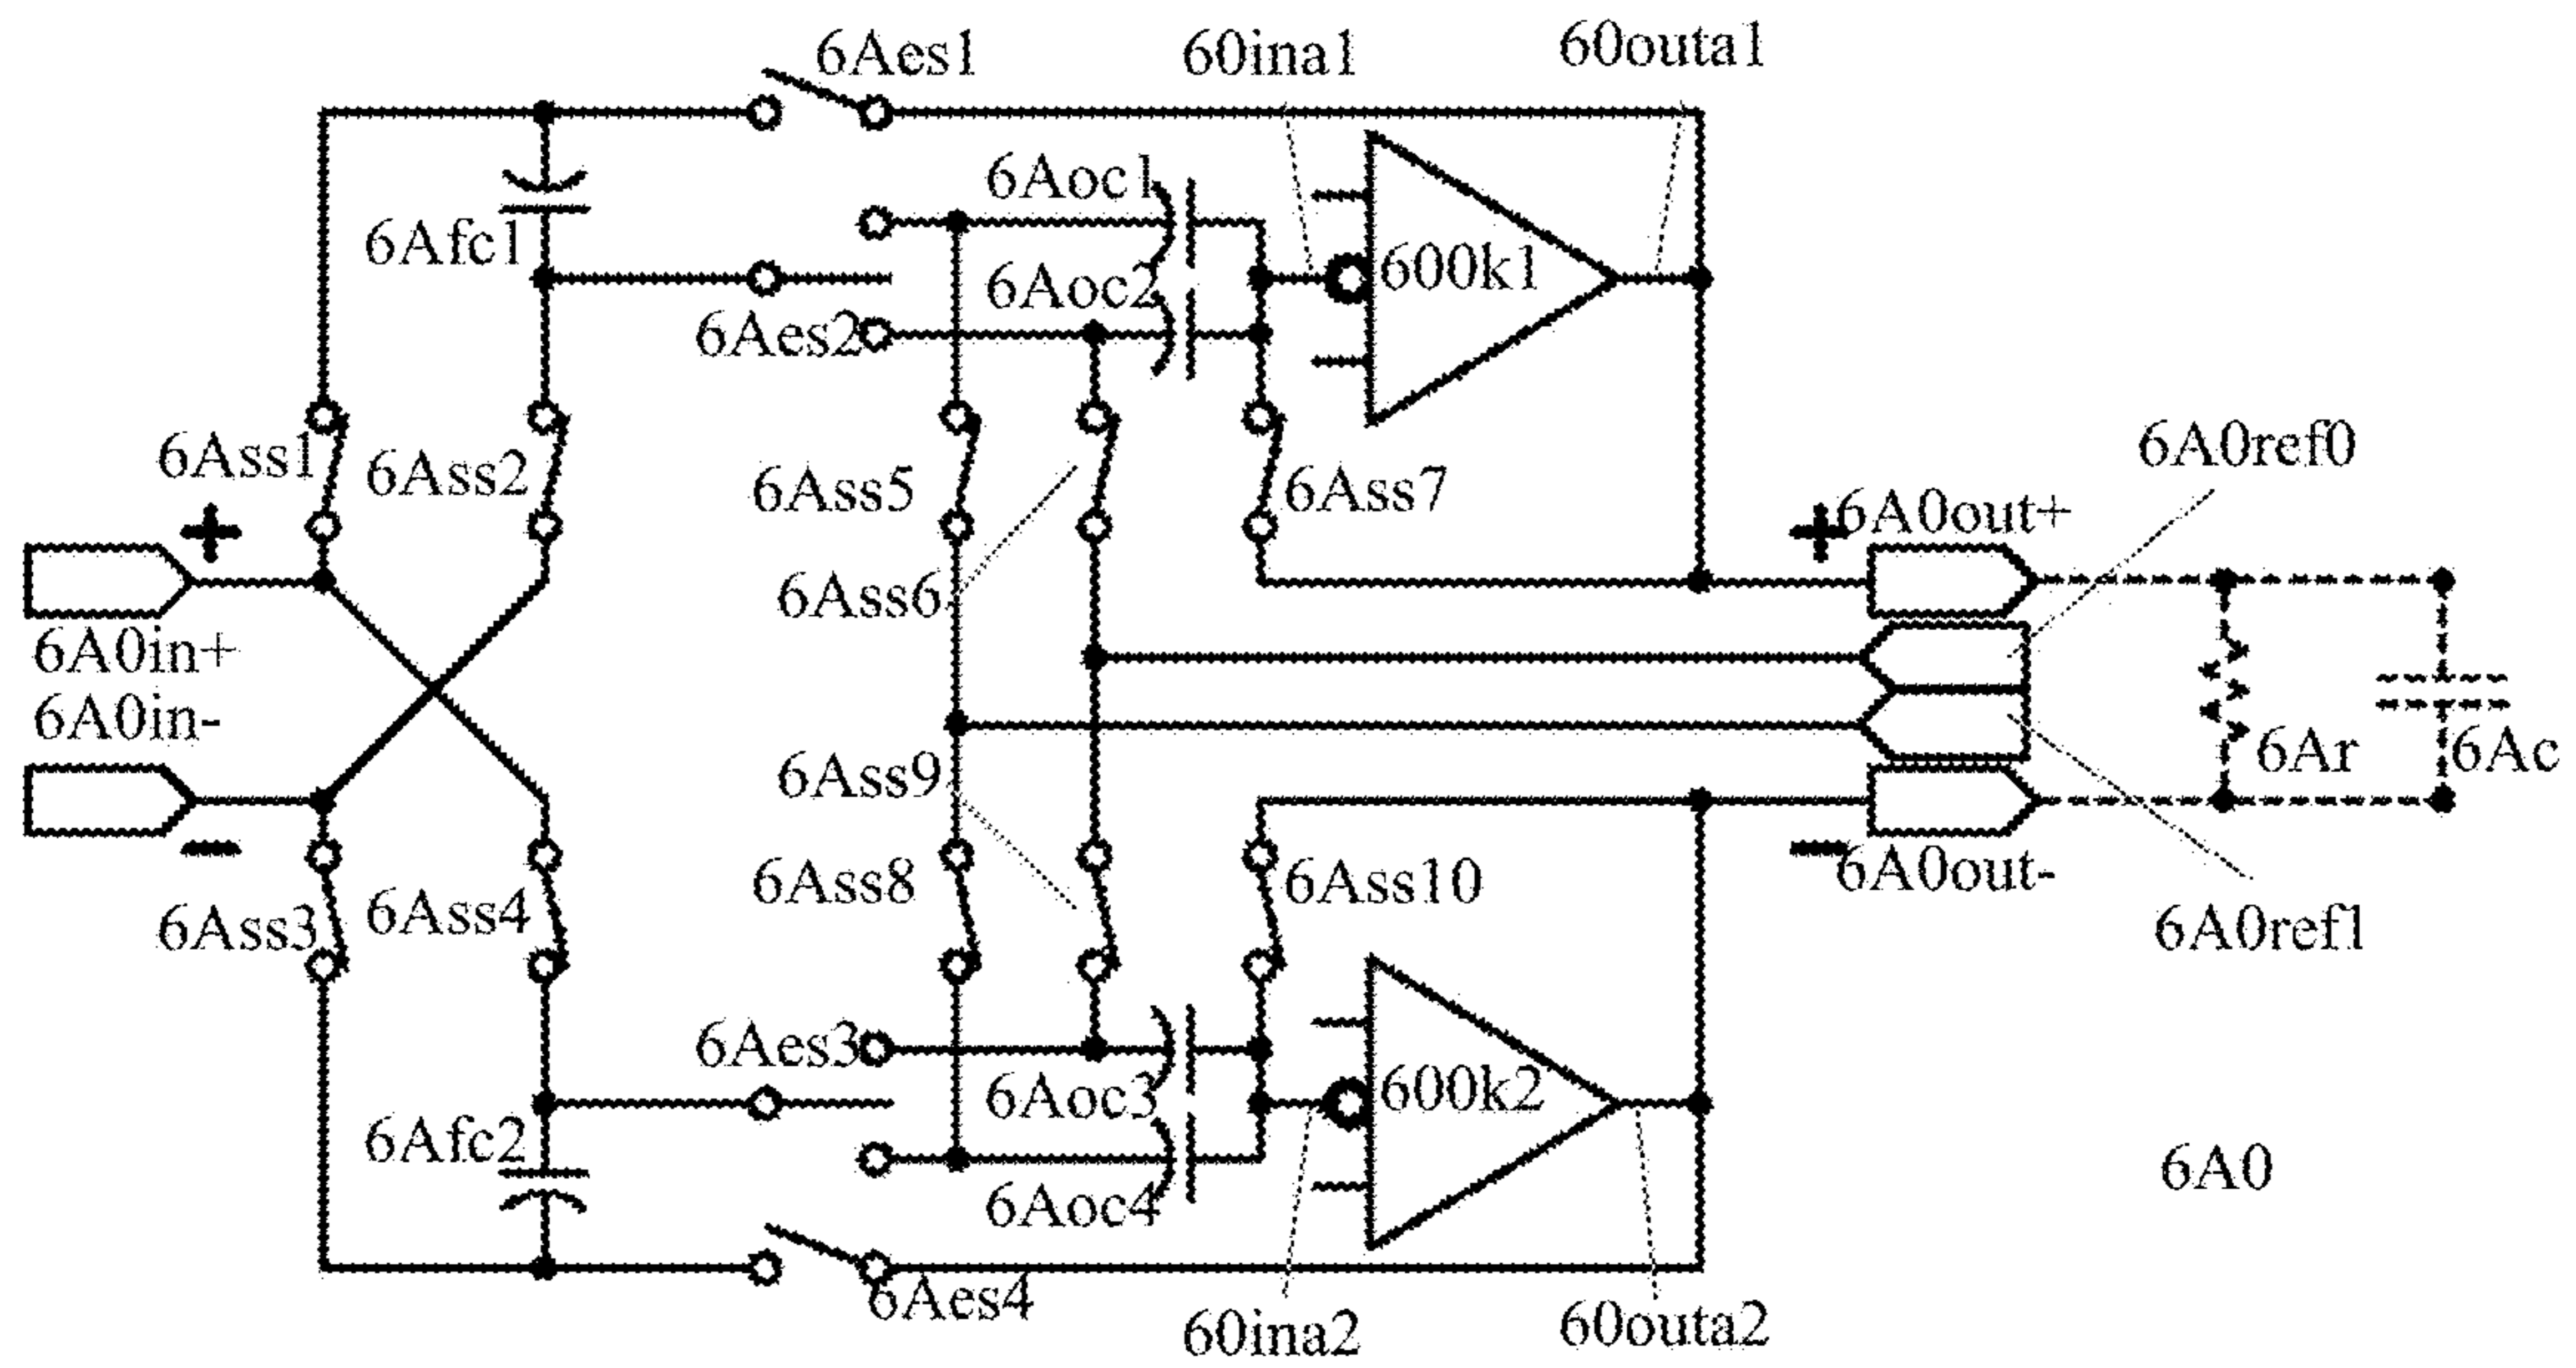 6Aes1
60ina1
60outa1
6Aoc1
6Afc1
600k1
6Aoc2
6Aes2
6Ass1
6Ass2
6Ass5
6Ass7
6A0ref0
+
+
6A0out+
6Ass6
6A0in+
6A0in-
6Ass9
6Ar
6Ac
-
-
6Ass8
6Ass10
6A0out-
6Ass3
6Ass4
6A0ref1
6Aes3
6Aoc3
600k2
6Afc2
6A0
6Aoc4
6Aes4
60ina2
60outa2